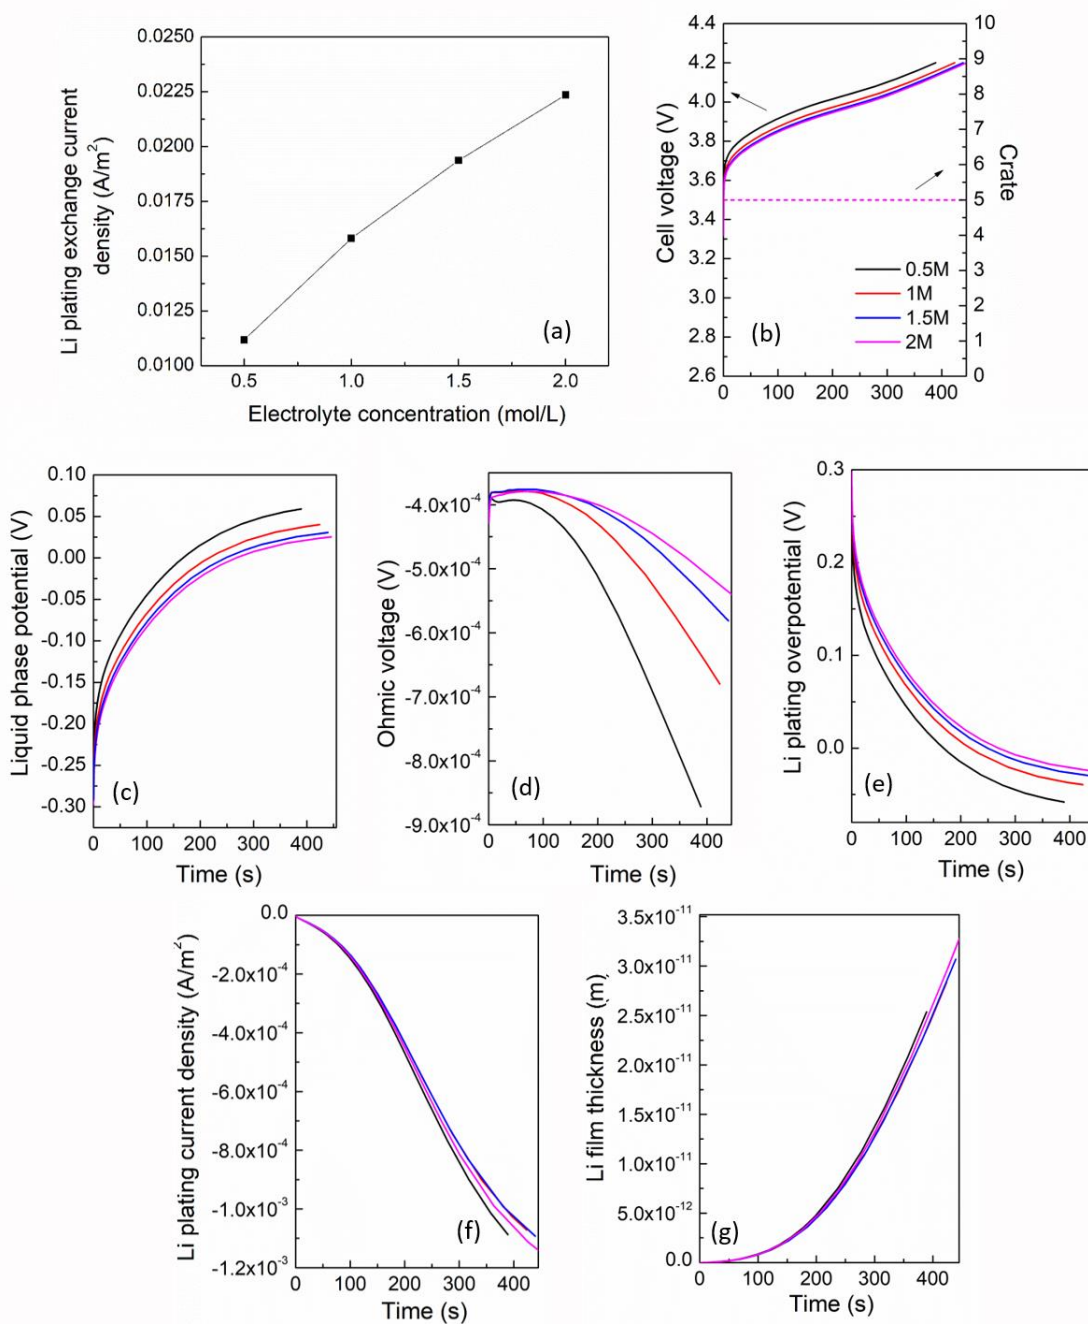 0.0250
0.0225
0.0200
0.0175
0.0150
0.0125
0.0100
Li plating exchange current
density (A/m²)
0.5
1.0
1.5
2.0
Electrolyte concentration (mol/L)
(a)
4.4
4.2
4.0
3.8
3.6
3.4
3.2
3.0
2.8
2.6
Cell voltage (V)
10
9
8
7
6
5
4
3
2
1
0
Crate
0.5M
1M
1.5M
2M
(b)
0 100 200 300 400
Time (s)
0.10
0.05
0.00
-0.05
-0.10
-0.15
-0.20
-0.25
-0.30
Liquid phase potential (V)
(c)
0 100 200 300 400
Time (s)
-4.0x10⁻⁴
-5.0x10⁻⁴
-6.0x10⁻⁴
-7.0x10⁻⁴
-8.0x10⁻⁴
-9.0x10⁻⁴
Ohmic voltage (V)
(d)
0 100 200 300 400
Time (s)
0.3
0.2
0.1
0.0
Li plating overpotential (V)
(e)
0 100 200 300 400
Time (s)
0.0
-2.0x10⁻⁴
-4.0x10⁻⁴
-6.0x10⁻⁴
-8.0x10⁻⁴
-1.0x10⁻³
-1.2x10⁻³
Li plating current density (A/m²)
(f)
0 100 200 300 400
Time (s)
3.5x10⁻¹¹
3.0x10⁻¹¹
2.5x10⁻¹¹
2.0x10⁻¹¹
1.5x10⁻¹¹
1.0x10⁻¹¹
5.0x10⁻¹²
0.0
Li film thickness (m)
(g)
0 100 200 300 400
Time (s)